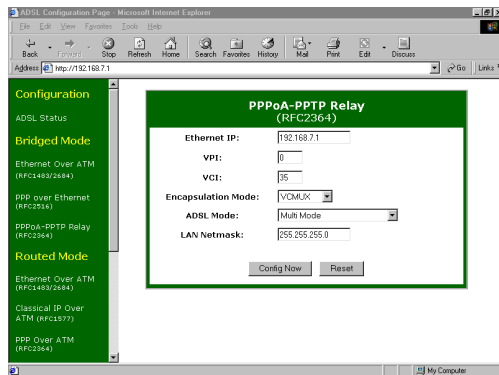 ADSL Configuration Page - Microsoft Internet Explorer
File Edit View Favorites Tools Help
Back Forward Stop Refresh Home Search Favorites History Mail Print Edit Discuss
Address http://192.168.7.1 Go Links
Configuration
ADSL Status
Bridged Mode
Ethernet Over ATM
(RFC1483/2684)
PPP over Ethernet
(RFC2516)
PPPoA-PPTP Relay
(RFC2364)
Routed Mode
Ethernet Over ATM
(RFC1483/2684)
Classical IP Over
ATM (RFC1577)
PPP Over ATM
(RFC2364)
PPPoA-PPTP Relay
(RFC2364)
Ethernet IP: 192.168.7.1
VPI: 0
VCI: 35
Encapsulation Mode: VCMUX
ADSL Mode: Multi Mode
LAN Netmask: 255.255.255.0
Config Now Reset
My Computer